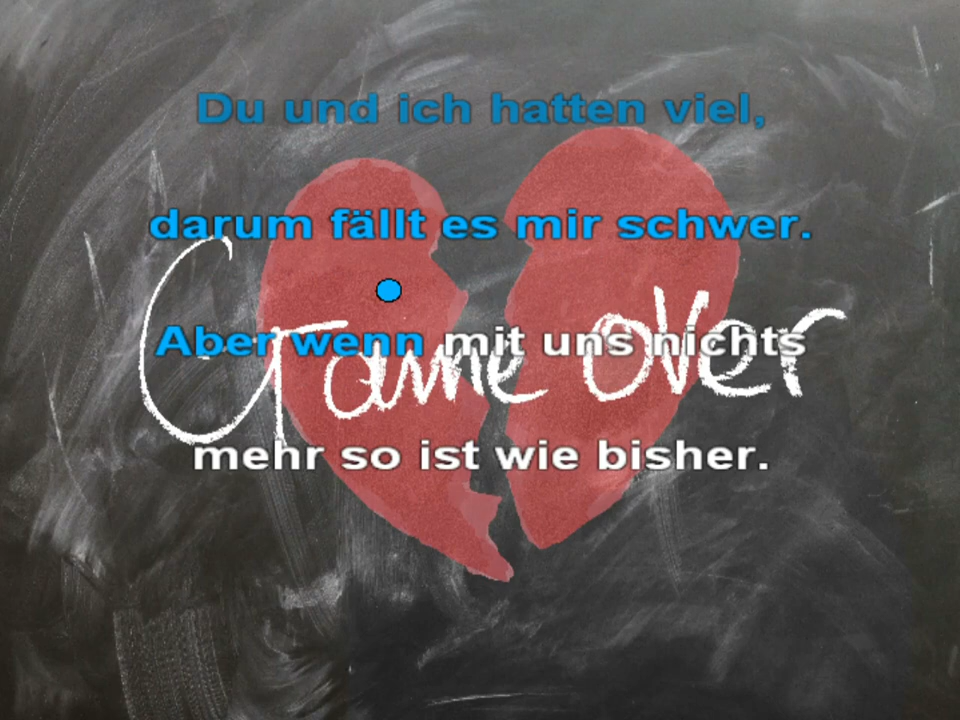 Du und ich hatten viel,
darum fällt es mir schwer.
Aber wenn mit uns nichts
Game over
mehr so ist wie bisher.